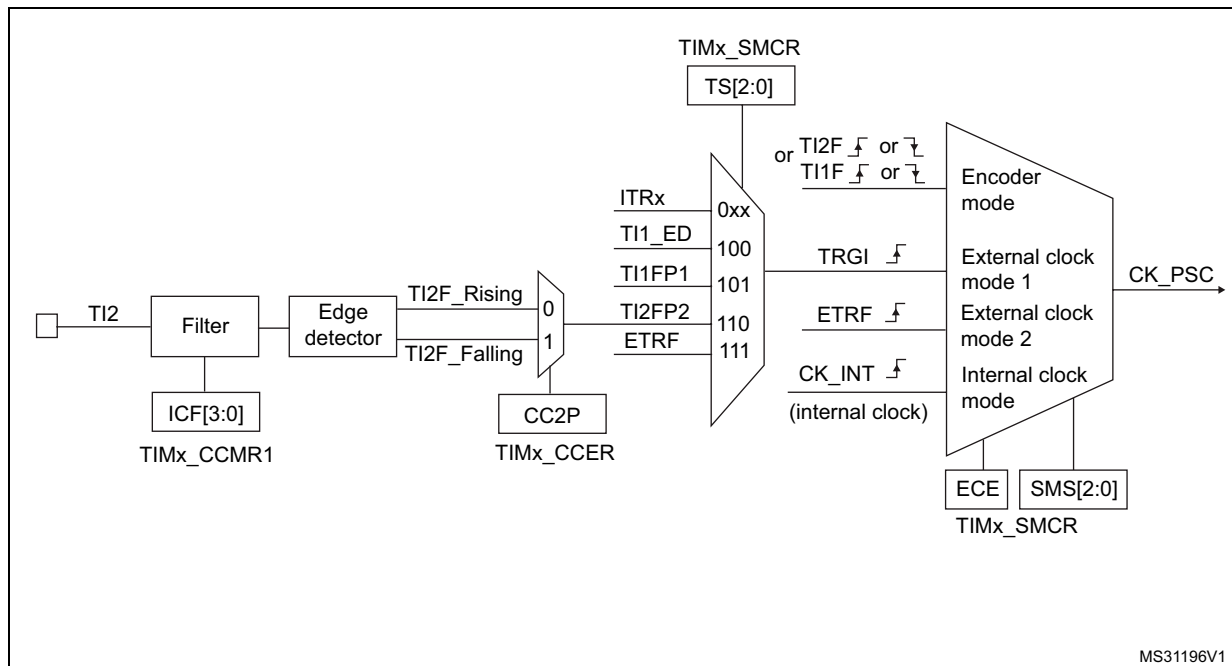 TIMx_SMCR
TS[2:0]
or TI2F or
TI1F or
Encoder
mode
ITRx
0xx
TI1_ED
100
TRGI
External clock
mode 1
CK_PSC
TI1FP1
101
TI2
Filter
Edge
detector
TI2F_Rising
0
TI2F_Falling
1
TI2FP2
110
ETRF
External clock
mode 2
ETRF
111
CK_INT
(internal clock)
Internal clock
mode
ICF[3:0]
TIMx_CCMR1
CC2P
TIMx_CCER
ECE
SMS[2:0]
TIMx_SMCR
MS31196V1